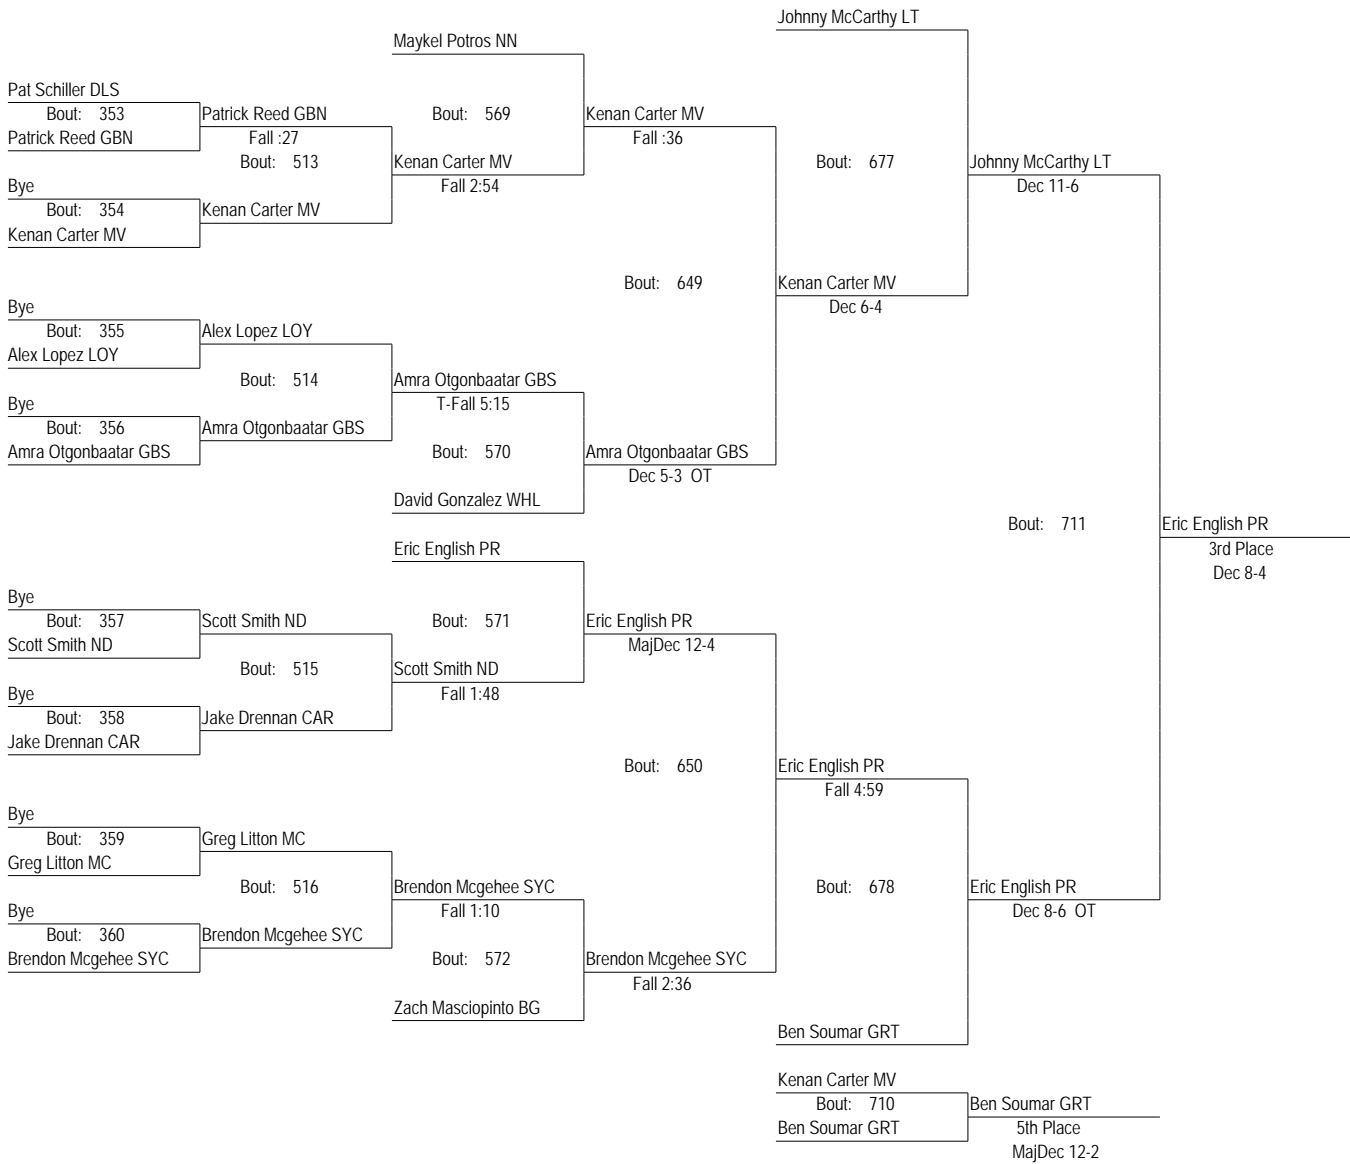 Johnny McCarthy LT
Maykel Potros NN
Pat Schiller DLS
Bout: 353
Patrick Reed GBN
Patrick Reed GBN
Fall :27
Bout: 513
Bout: 569
Kenan Carter MV
Fall :36
Kenan Carter MV
Fall 2:54
Bout: 677
Johnny McCarthy LT
Dec 11-6
Bye
Bout: 354
Kenan Carter MV
Kenan Carter MV
Bout: 649
Kenan Carter MV
Dec 6-4
Bye
Bout: 355
Alex Lopez LOY
Alex Lopez LOY
Bout: 514
Amra Otgonbaatar GBS
T-Fall 5:15
Bye
Bout: 356
Amra Otgonbaatar GBS
Amra Otgonbaatar GBS
Bout: 570
Amra Otgonbaatar GBS
Dec 5-3 OT
David Gonzalez WHL
Bout: 711
Eric English PR
3rd Place
Dec 8-4
Eric English PR
Bye
Bout: 357
Scott Smith ND
Scott Smith ND
Bout: 571
Eric English PR
MajDec 12-4
Bout: 515
Scott Smith ND
Fall 1:48
Bye
Bout: 358
Jake Drennan CAR
Jake Drennan CAR
Bout: 650
Eric English PR
Fall 4:59
Bye
Bout: 359
Greg Litton MC
Greg Litton MC
Bout: 516
Brendon Mcgehee SYC
Fall 1:10
Bout: 678
Eric English PR
Dec 8-6 OT
Bye
Bout: 360
Brendon Mcgehee SYC
Brendon Mcgehee SYC
Bout: 572
Brendon Mcgehee SYC
Fall 2:36
Zach Masciopinto BG
Ben Soumar GRT
Kenan Carter MV
Bout: 710
Ben Soumar GRT
Ben Soumar GRT
5th Place
MajDec 12-2